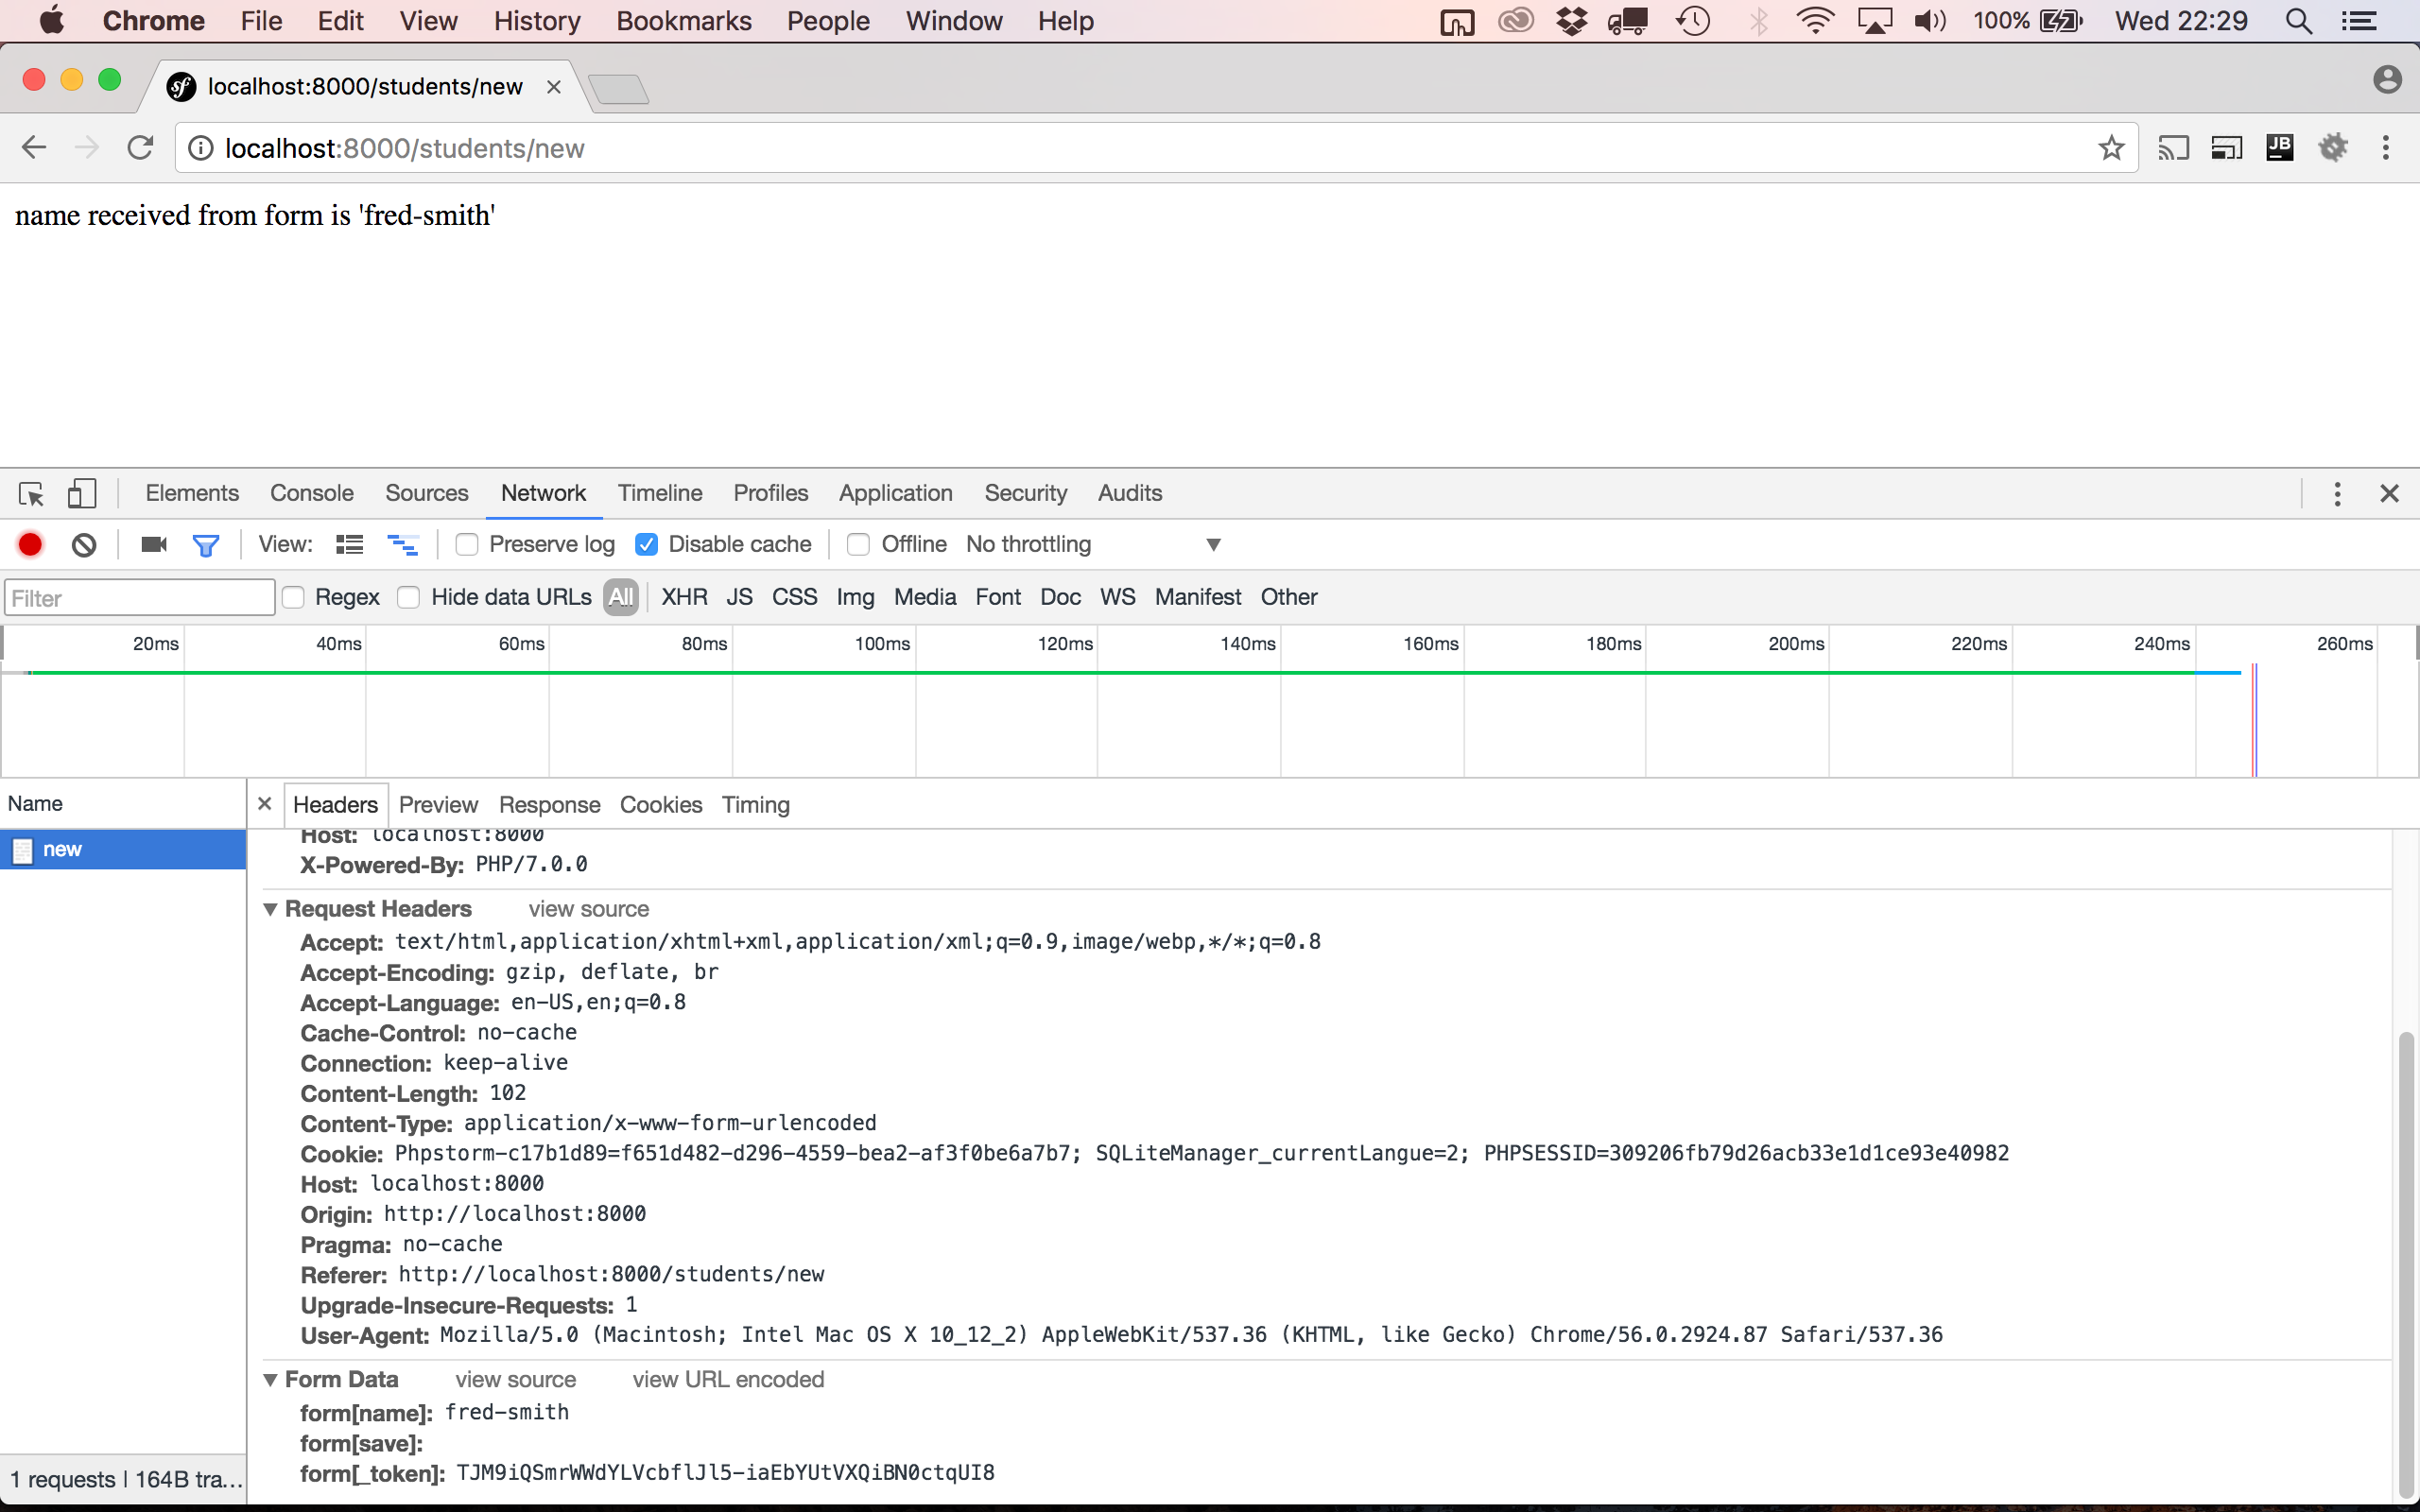 Chrome File Edit View History Bookmarks People Window Help 100% Wed 22:29
sf localhost:8000/students/new
localhost:8000/students/new JB
name received from form is 'fred-smith'
Elements Console Sources Network Timeline Profiles Application Security Audits
View: Preserve log Disable cache Offline No throttling
Filter Regex Hide data URLs All XHR JS CSS Img Media Font Doc WS Manifest Other
20ms 40ms 60ms 80ms 100ms 120ms 140ms 160ms 180ms 200ms 220ms 240ms 260ms
Name Headers Preview Response Cookies Timing
new
Host: localhost:8000
X-Powered-By: PHP/7.0.0
Request Headers view source
Accept: text/html,application/xhtml+xml,application/xml;q=0.9,image/webp,*/*;q=0.8
Accept-Encoding: gzip, deflate, br
Accept-Language: en-US,en;q=0.8
Cache-Control: no-cache
Connection: keep-alive
Content-Length: 102
Content-Type: application/x-www-form-urlencoded
Cookie: Phpstorm-c17b1d89=f651d482-d296-4559-bea2-af3f0be6a7b7; SQLiteManager_currentLangue=2; PHPSESSID=309206fb79d26acb33e1d1ce93e40982
Host: localhost:8000
Origin: http://localhost:8000
Pragma: no-cache
Referer: http://localhost:8000/students/new
Upgrade-Insecure-Requests: 1
User-Agent: Mozilla/5.0 (Macintosh; Intel Mac OS X 10_12_2) AppleWebKit/537.36 (KHTML, like Gecko) Chrome/56.0.2924.87 Safari/537.36
Form Data view source view URL encoded
form[name]: fred-smith
form[save]:
form[_token]: TJM9iQSmrWWdYLVcbflJl5-iaEbYUtVXQiBN0ctqUI8
1 requests | 164B tra...